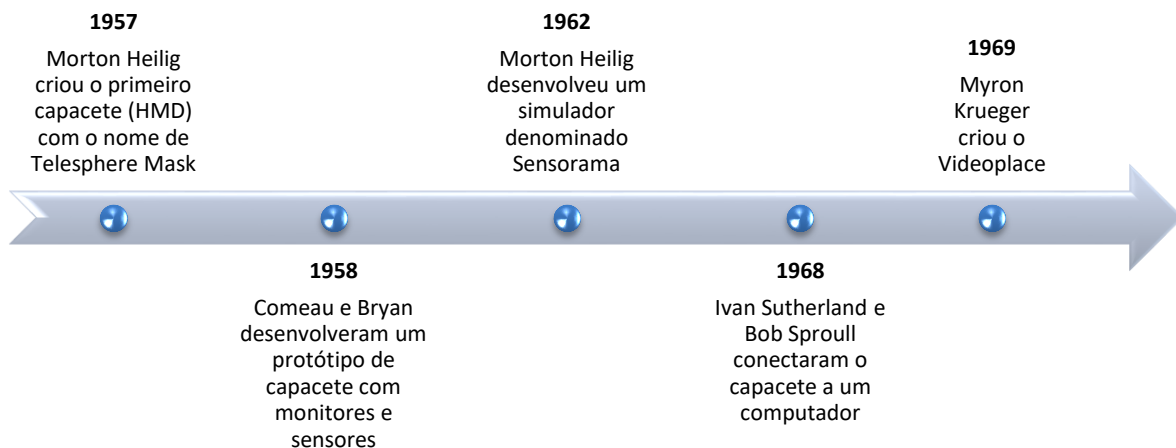 1957
Morton Heilig
criou o primeiro
capacete (HMD)
com o nome de
Telesphere Mask
1958
Comeau e Bryan
desenvolveram um
protótipo de
capacete com
monitores e
sensores
1962
Morton Heilig
desenvolveu um
simulador
denominado
Sensorama
1968
Ivan Sutherland e
Bob Sproull
conectaram o
capacete a um
computador
1969
Myron
Krueger
criou o
Videoplace